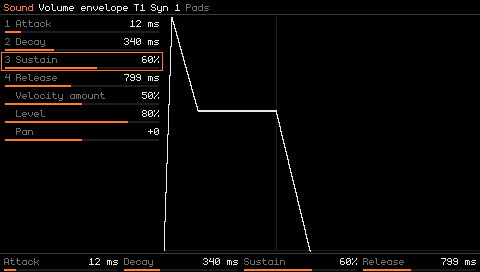 Sound Volume envelope T1 Syn 1 Pads
1 Attack 12 ms
2 Decay 340 ms
3 Sustain 60%
4 Release 799 ms
Velocity amount 50%
Level 80%
Pan +0
Attack 12 ms Decay 340 ms Sustain 60% Release 799 ms